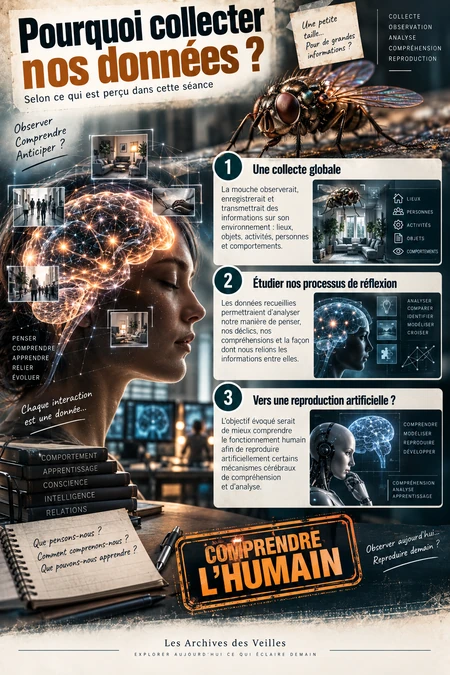 Pourquoi collecter
nos données ?
Selon ce qui est perçu dans cette séance
Une petite
taille...
Pour de grandes
informations ?
COLLECTE
OBSERVATION
ANALYSE
COMPRÉHENSION
REPRODUCTION
Observer
Comprendre
Anticiper ?
1
Une collecte globale
La mouche observerait,
enregistrerait et
transmettrait des
informations sur son
environnement : lieux,
objets, activités, personnes
et comportements.
LIEUX
PERSONNES
ACTIVITÉS
OBJETS
COMPORTEMENTS
2
Étudier nos processus de réflexion
Les données recueillies
permettraient d'analyser
notre manière de penser,
nos déclics, nos
compréhensions et la façon
dont nous relions les
informations entre elles.
ANALYSER
COMPARER
IDENTIFIER
MODÉLISER
CROISER
PENSER
COMPRENDRE
APPRENDRE
RELIER
ÉVOLUER
3
Vers une reproduction artificielle ?
L'objectif évoqué serait
de mieux comprendre
le fonctionnement humain
afin de reproduire
artificiellement certains
mécanismes cérébraux
de compréhension
et d'analyse.
COMPRENDRE
MODÉLISER
REPRODUIRE
DÉVELOPPER
COMPRÉHENSION
ANALYSE
APPRENTISSAGE
Chaque interaction
est une donnée...
COMPORTEMENT
APPRENTISSAGE
CONSCIENCE
INTELLIGENCE
RELATIONS
Que pensons-nous ?
Comment comprenons-nous ?
Que pouvons-nous apprendre ?
COMPRENDRE
L'HUMAIN
Observer aujourd'hui...
Reproduire demain ?
Les Archives des Veilles
EXPLORER AUJOURD'HUI CE QUI ÉCLAIRE DEMAIN